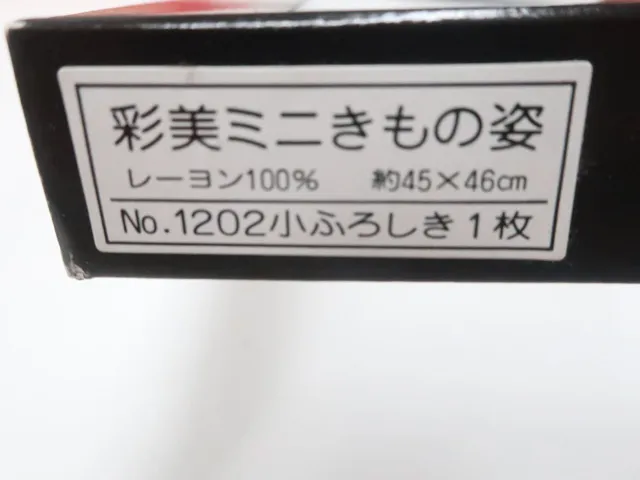 彩美ミニきもの姿
レーヨン100% 約45×46cm
No.1202小ふろしき1枚